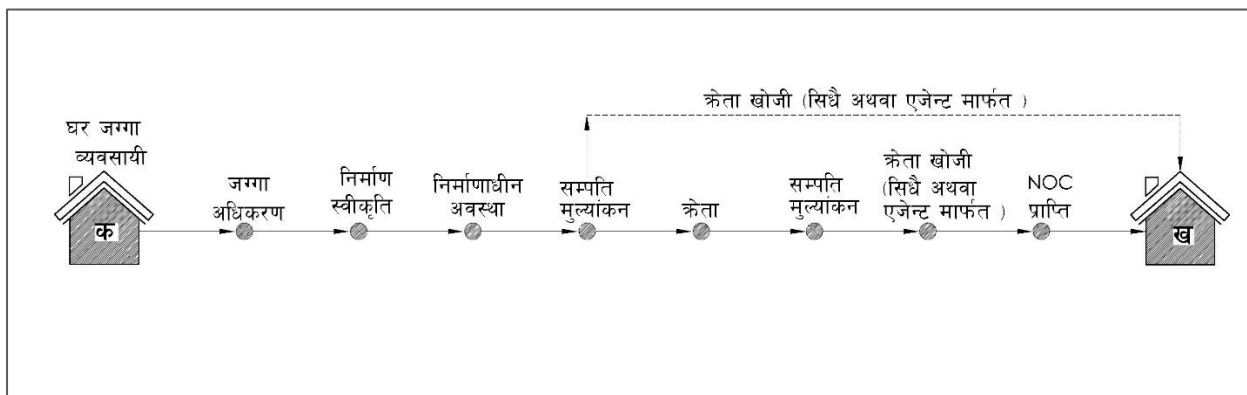 क्रेता खोजी (सिधै अथवा एजेन्ट मार्फत )
घर जग्गा
व्यवसायी
क
जग्गा
अधिकरण
निर्माण
स्वीकृति
निर्माणाधीन
अवस्था
सम्पति
मुल्यांकन
क्रेता
सम्पति
मुल्यांकन
क्रेता खोजी
(सिधै अथवा
एजेन्ट मार्फत )
NOC
प्राप्ति
ख